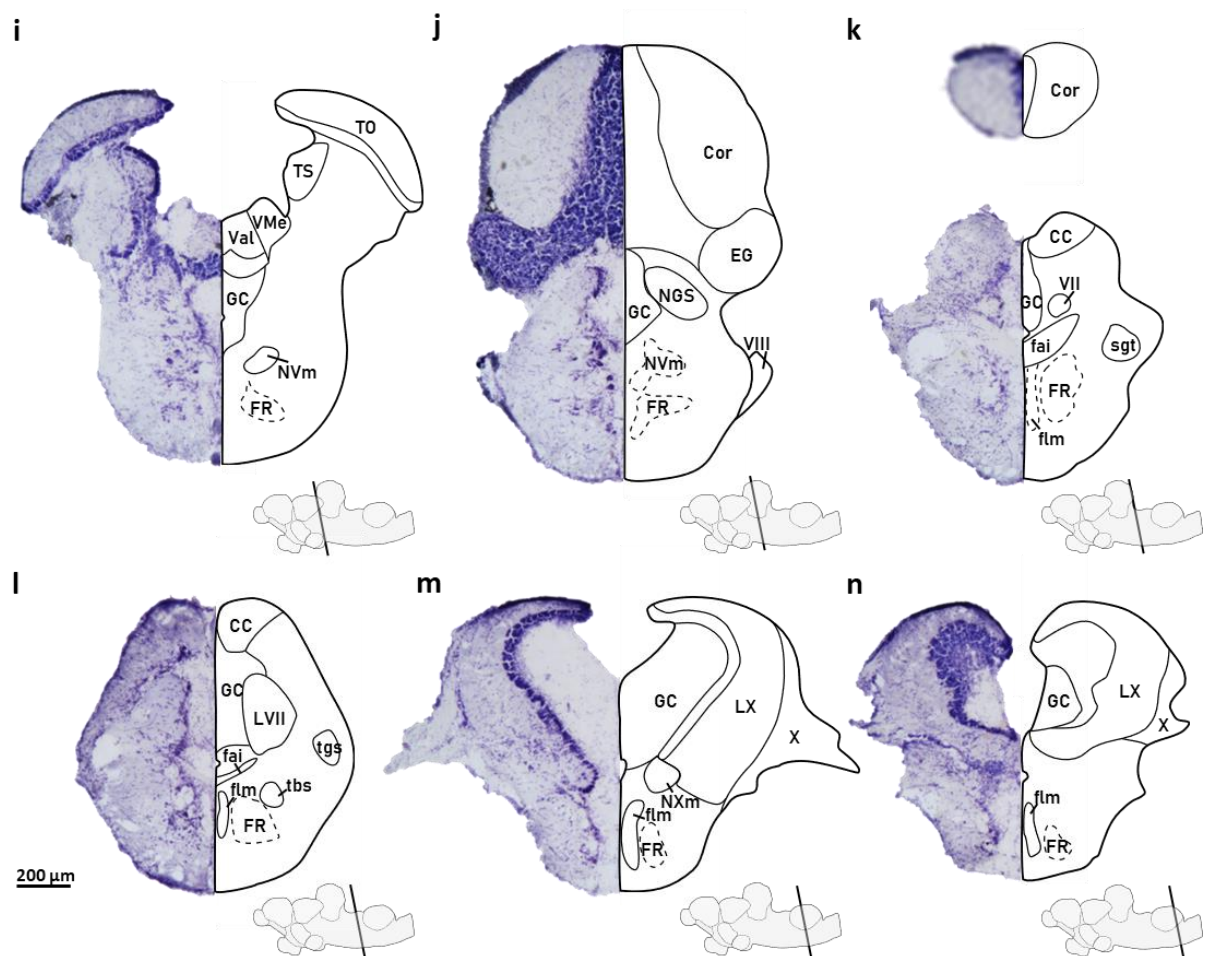 i
TO
TS
VMe
Val
GC
NVm
FR
j
Cor
EG
NGS
GC
VIII
NVm
FR
k
Cor
CC
VII
GC
fai
sgt
FR
flm
l
CC
GC
LVII
fai
tgs
flm
tbs
FR
200 µm
m
GC
LX
X
NXm
flm
FR
n
LX
GC
X
flm
FR